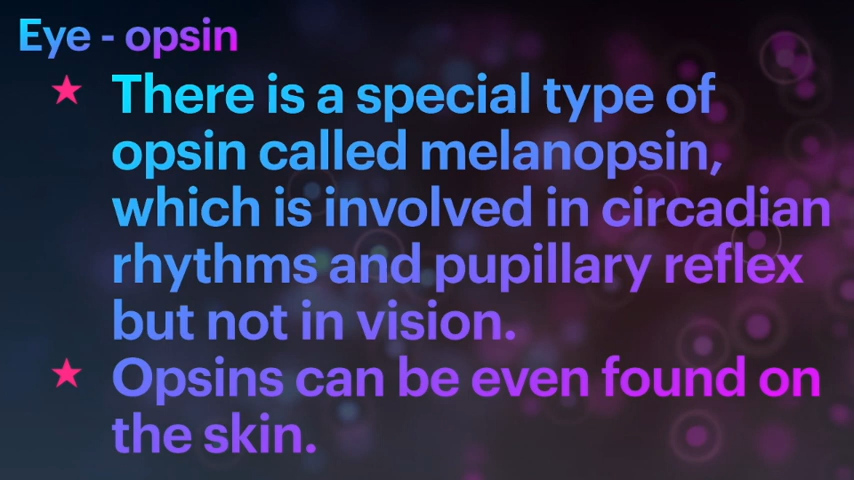 Eye - opsin
There is a special type of
opsin called melanopsin,
which is involved in circadian
rhythms and pupillary reflex
but not in vision.
Opsins can be even found on
the skin.